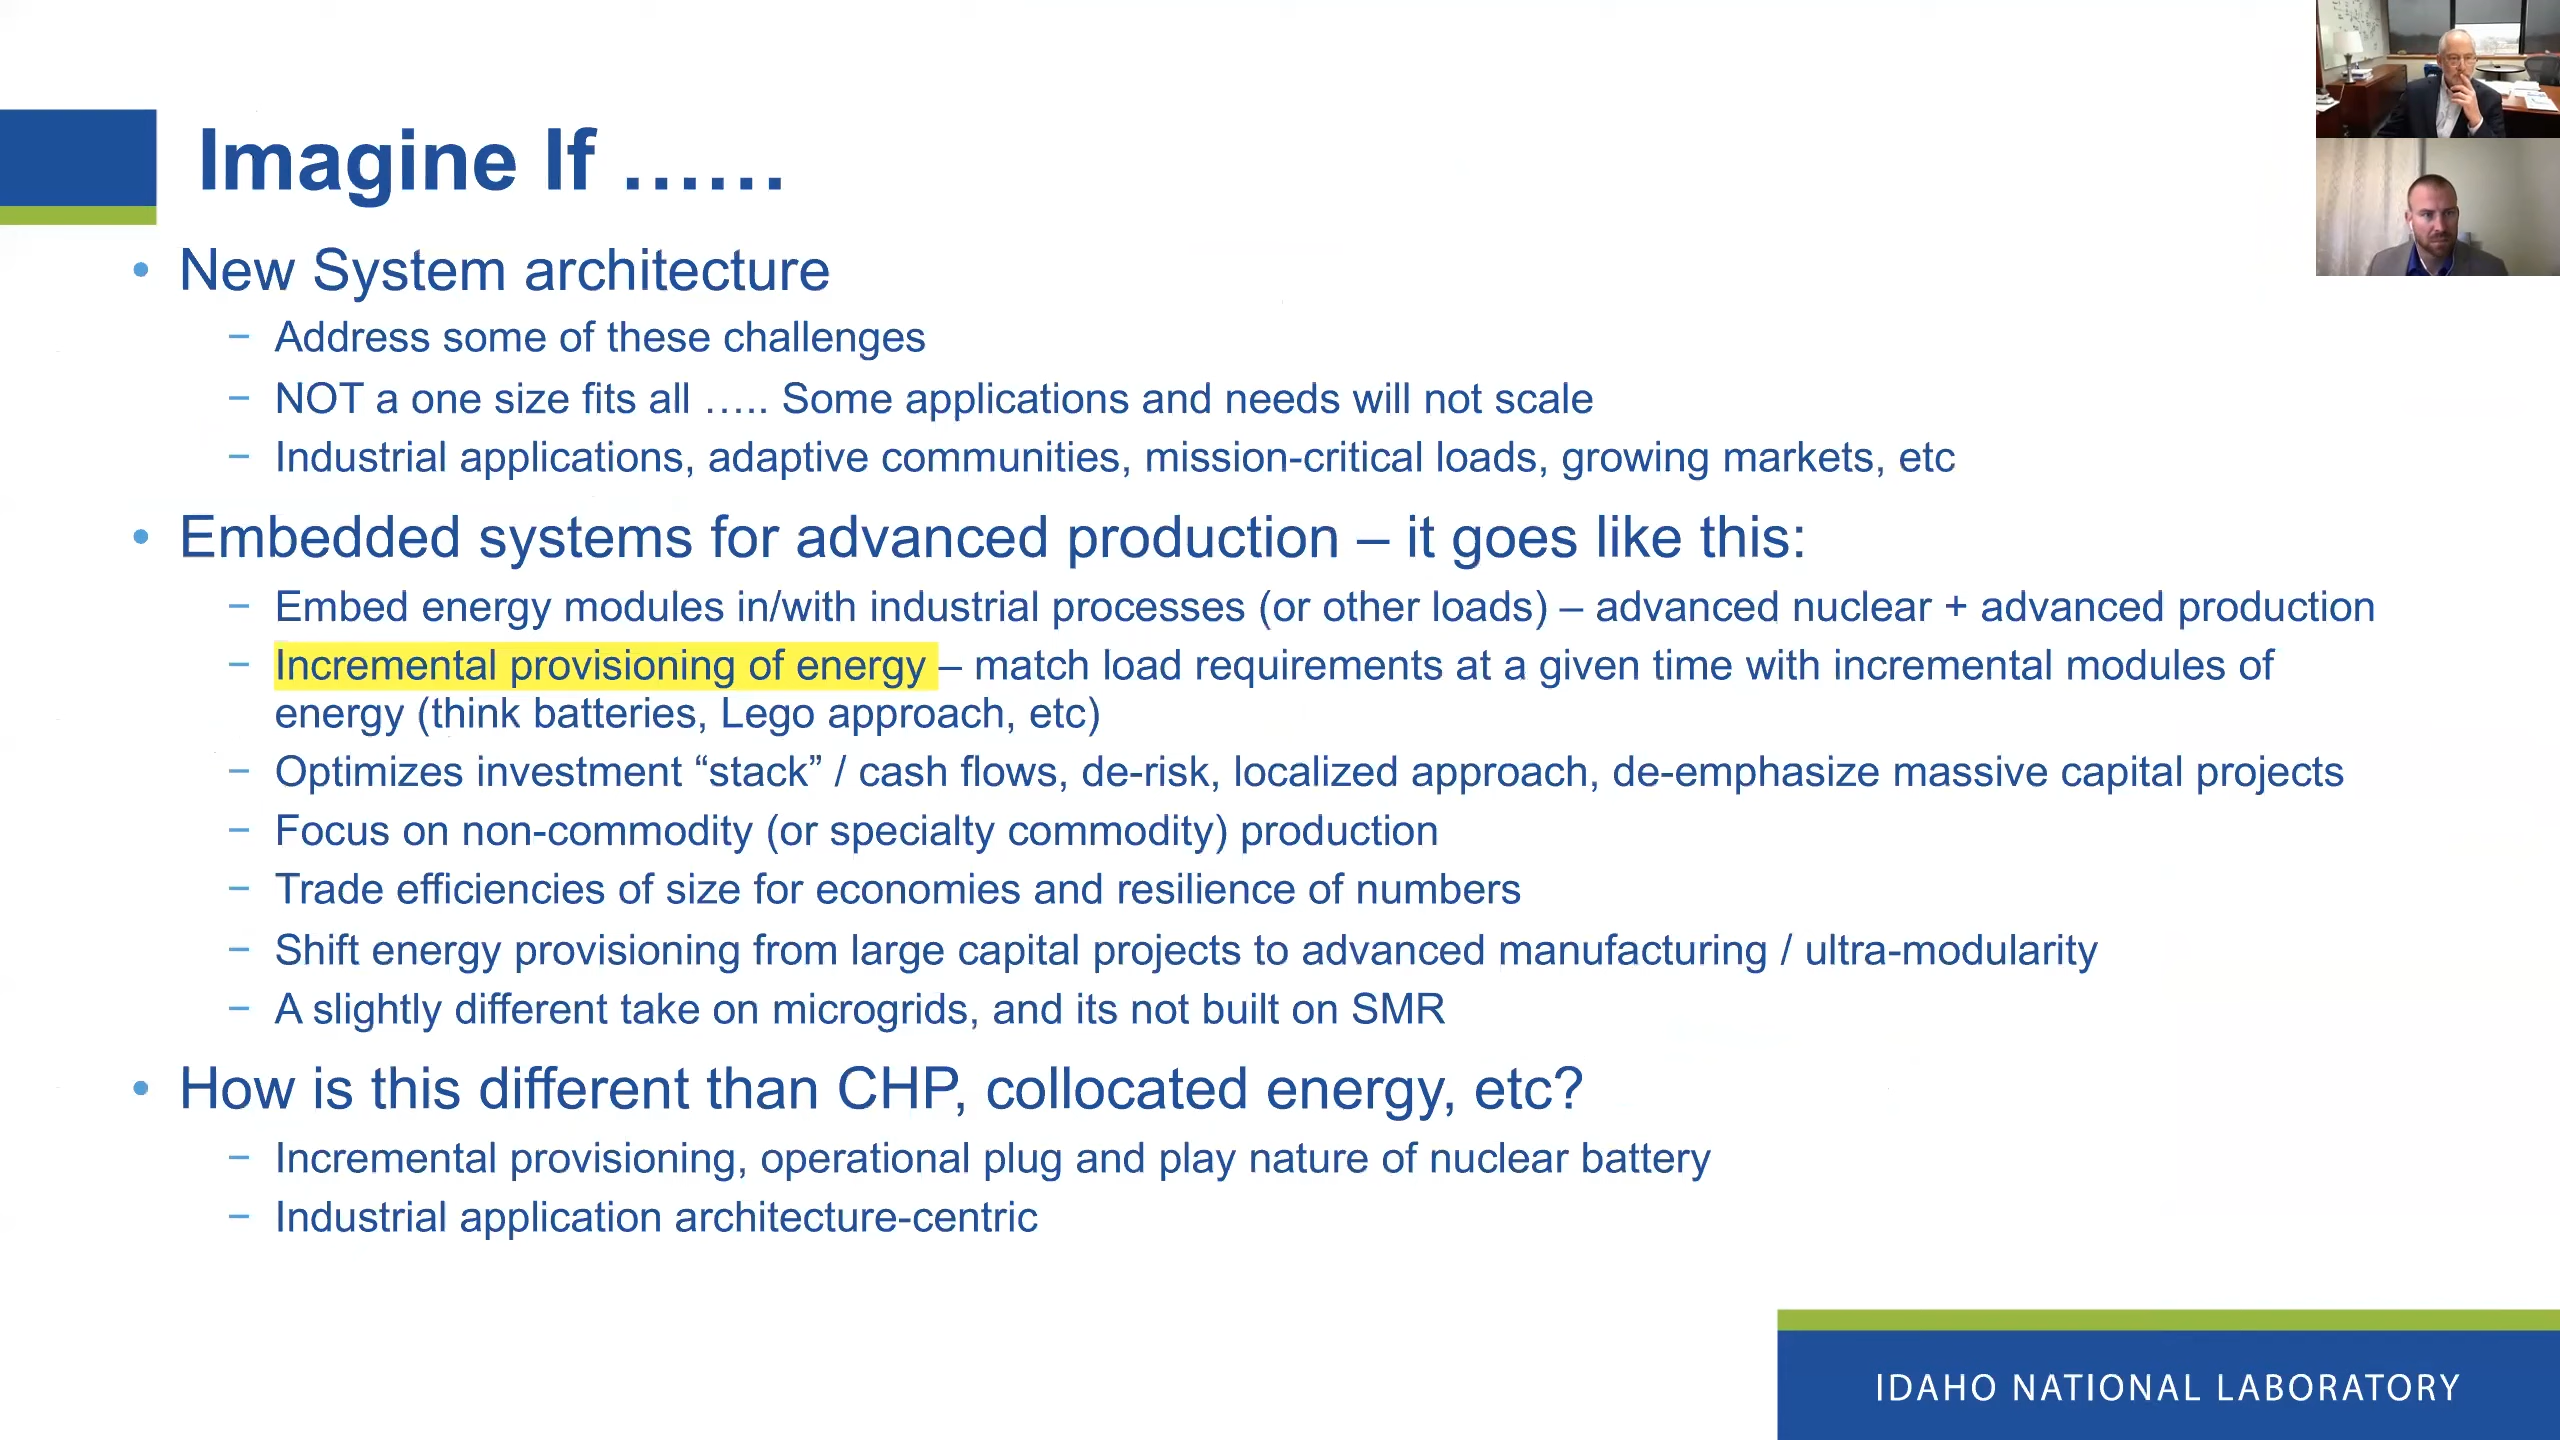 Imagine If ......
• New System architecture
− Address some of these challenges
− NOT a one size fits all ….. Some applications and needs will not scale
− Industrial applications, adaptive communities, mission-critical loads, growing markets, etc
• Embedded systems for advanced production – it goes like this:
− Embed energy modules in/with industrial processes (or other loads) – advanced nuclear + advanced production
− Incremental provisioning of energy – match load requirements at a given time with incremental modules of
energy (think batteries, Lego approach, etc)
− Optimizes investment “stack” / cash flows, de-risk, localized approach, de-emphasize massive capital projects
− Focus on non-commodity (or specialty commodity) production
− Trade efficiencies of size for economies and resilience of numbers
− Shift energy provisioning from large capital projects to advanced manufacturing / ultra-modularity
− A slightly different take on microgrids, and its not built on SMR
• How is this different than CHP, collocated energy, etc?
− Incremental provisioning, operational plug and play nature of nuclear battery
− Industrial application architecture-centric
IDAHO NATIONAL LABORATORY